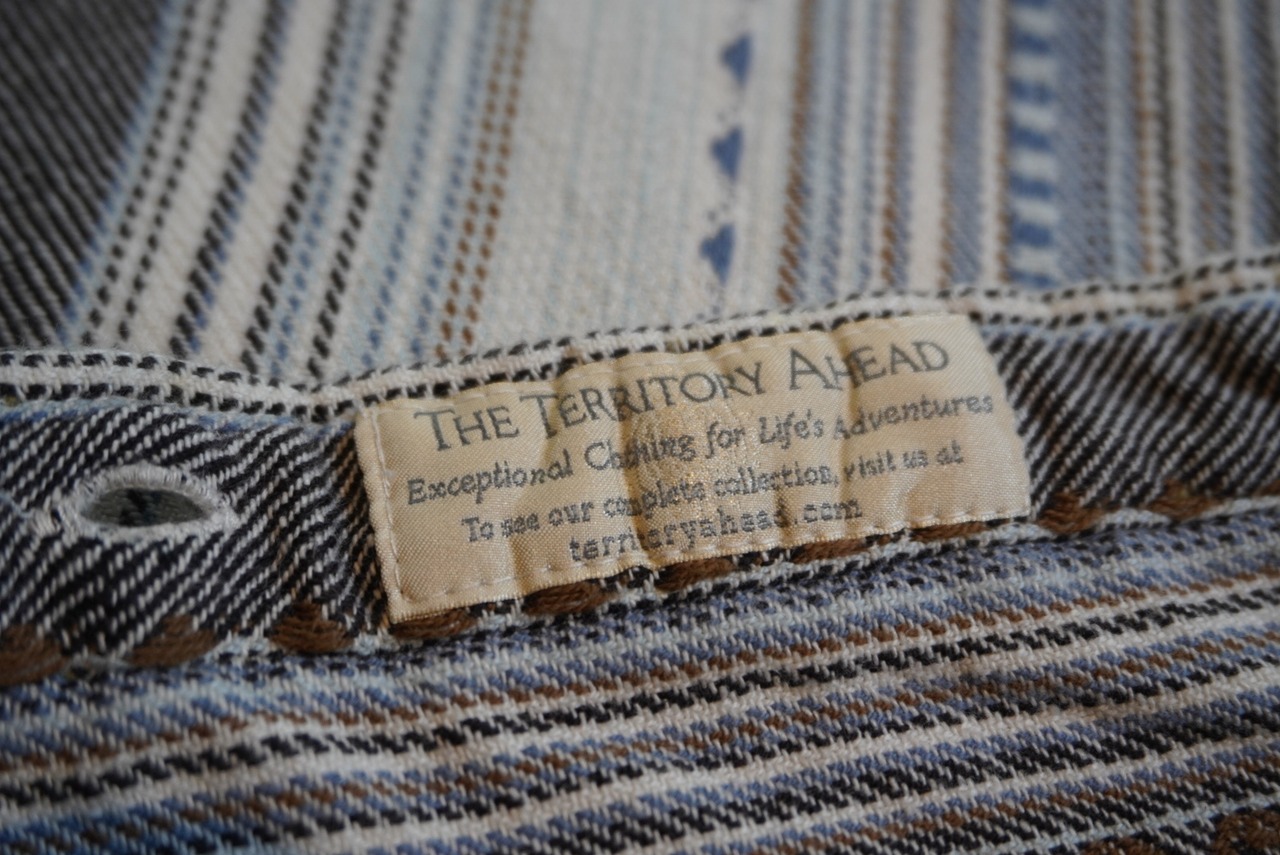 THE TERRITORY AHEAD
Exceptional Clothing for Life's Adventures
To see our complete collection, visit us at
territoryahead.com